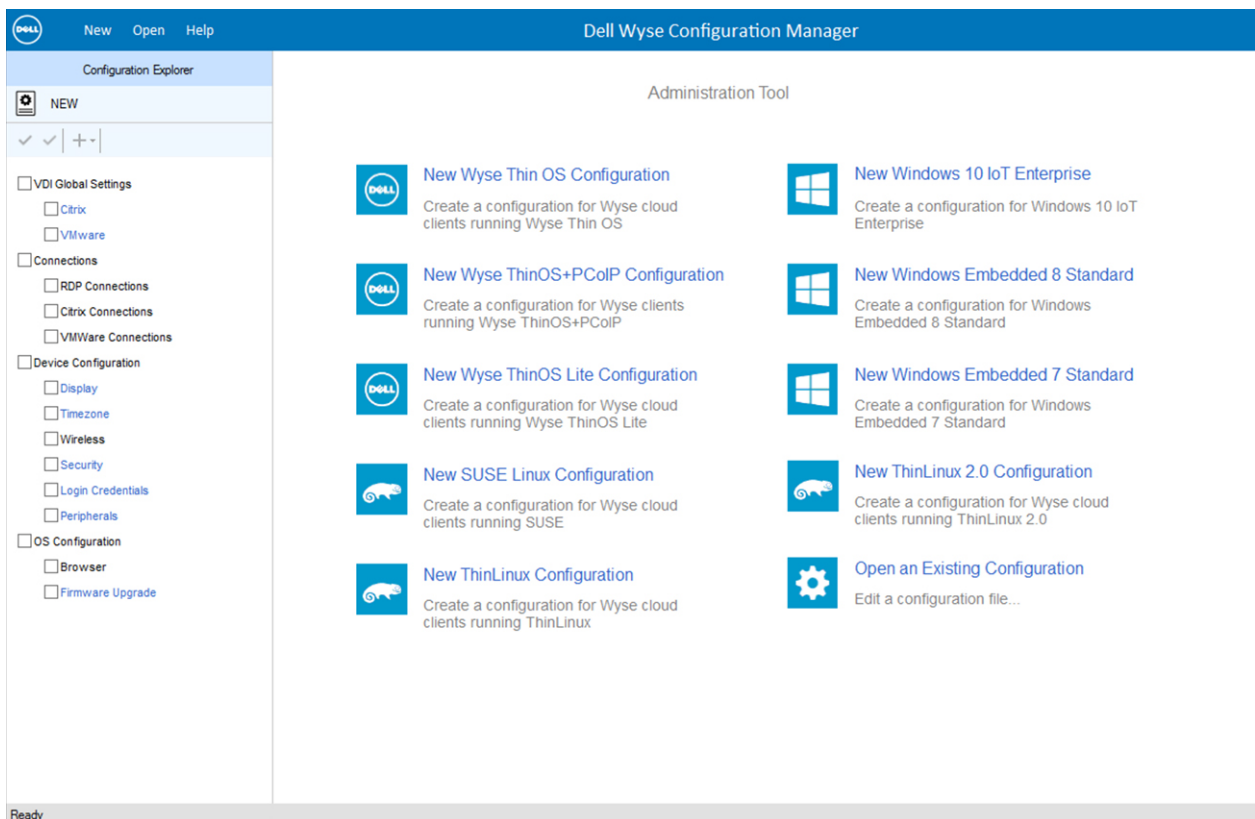 DELL
New Open Help
Dell Wyse Configuration Manager
Configuration Explorer
NEW
VDI Global Settings
Citrix
VMware
Connections
RDP Connections
Citrix Connections
VMWare Connections
Device Configuration
Display
Timezone
Wireless
Security
Login Credentials
Peripherals
OS Configuration
Browser
Firmware Upgrade
Administration Tool
DELL
New Wyse Thin OS Configuration
Create a configuration for Wyse cloud
clients running Wyse Thin OS
DELL
New Wyse ThinOS+PCoIP Configuration
Create a configuration for Wyse clients
running Wyse ThinOS+PCoIP
DELL
New Wyse ThinOS Lite Configuration
Create a configuration for Wyse cloud
clients running Wyse ThinOS Lite
New SUSE Linux Configuration
Create a configuration for Wyse cloud
clients running SUSE
New ThinLinux Configuration
Create a configuration for Wyse cloud
clients running ThinLinux
New Windows 10 IoT Enterprise
Create a configuration for Windows 10 IoT
Enterprise
New Windows Embedded 8 Standard
Create a configuration for Windows
Embedded 8 Standard
New Windows Embedded 7 Standard
Create a configuration for Windows
Embedded 7 Standard
New ThinLinux 2.0 Configuration
Create a configuration for Wyse cloud
clients running ThinLinux 2.0
Open an Existing Configuration
Edit a configuration file...
Ready